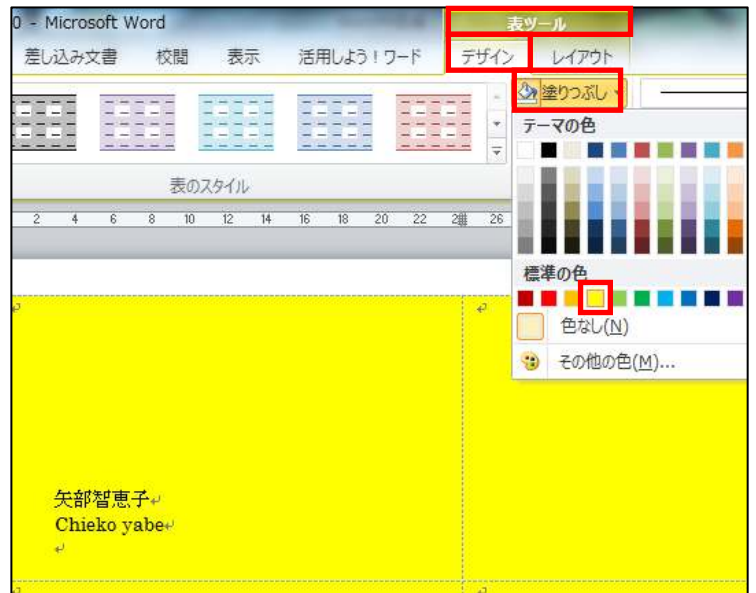 0 - Microsoft Word
表ツール
差し込み文書 校閲 表示 活用しよう！ワード デザイン レイアウト
塗りつぶし
テーマの色
表のスタイル
2 4 6 8 10 12 14 16 18 20 22 26
標準の色
色なし(N)
その他の色(M)...
矢部智恵子
Chieko yabe